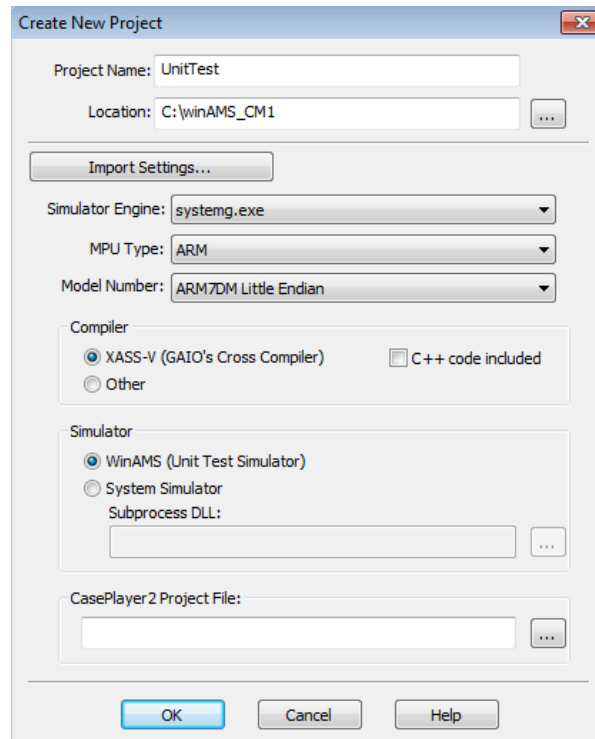 Create New Project
Project Name: UnitTest
Location: C:\winAMS_CM1 ...
Import Settings...
Simulator Engine: systemg.exe
MPU Type: ARM
Model Number: ARM7DM Little Endian
Compiler
XASS-V (GAIO's Cross Compiler) C++ code included
Other
Simulator
WinAMS (Unit Test Simulator)
System Simulator
Subprocess DLL:
...
CasePlayer2 Project File:
...
OK Cancel Help